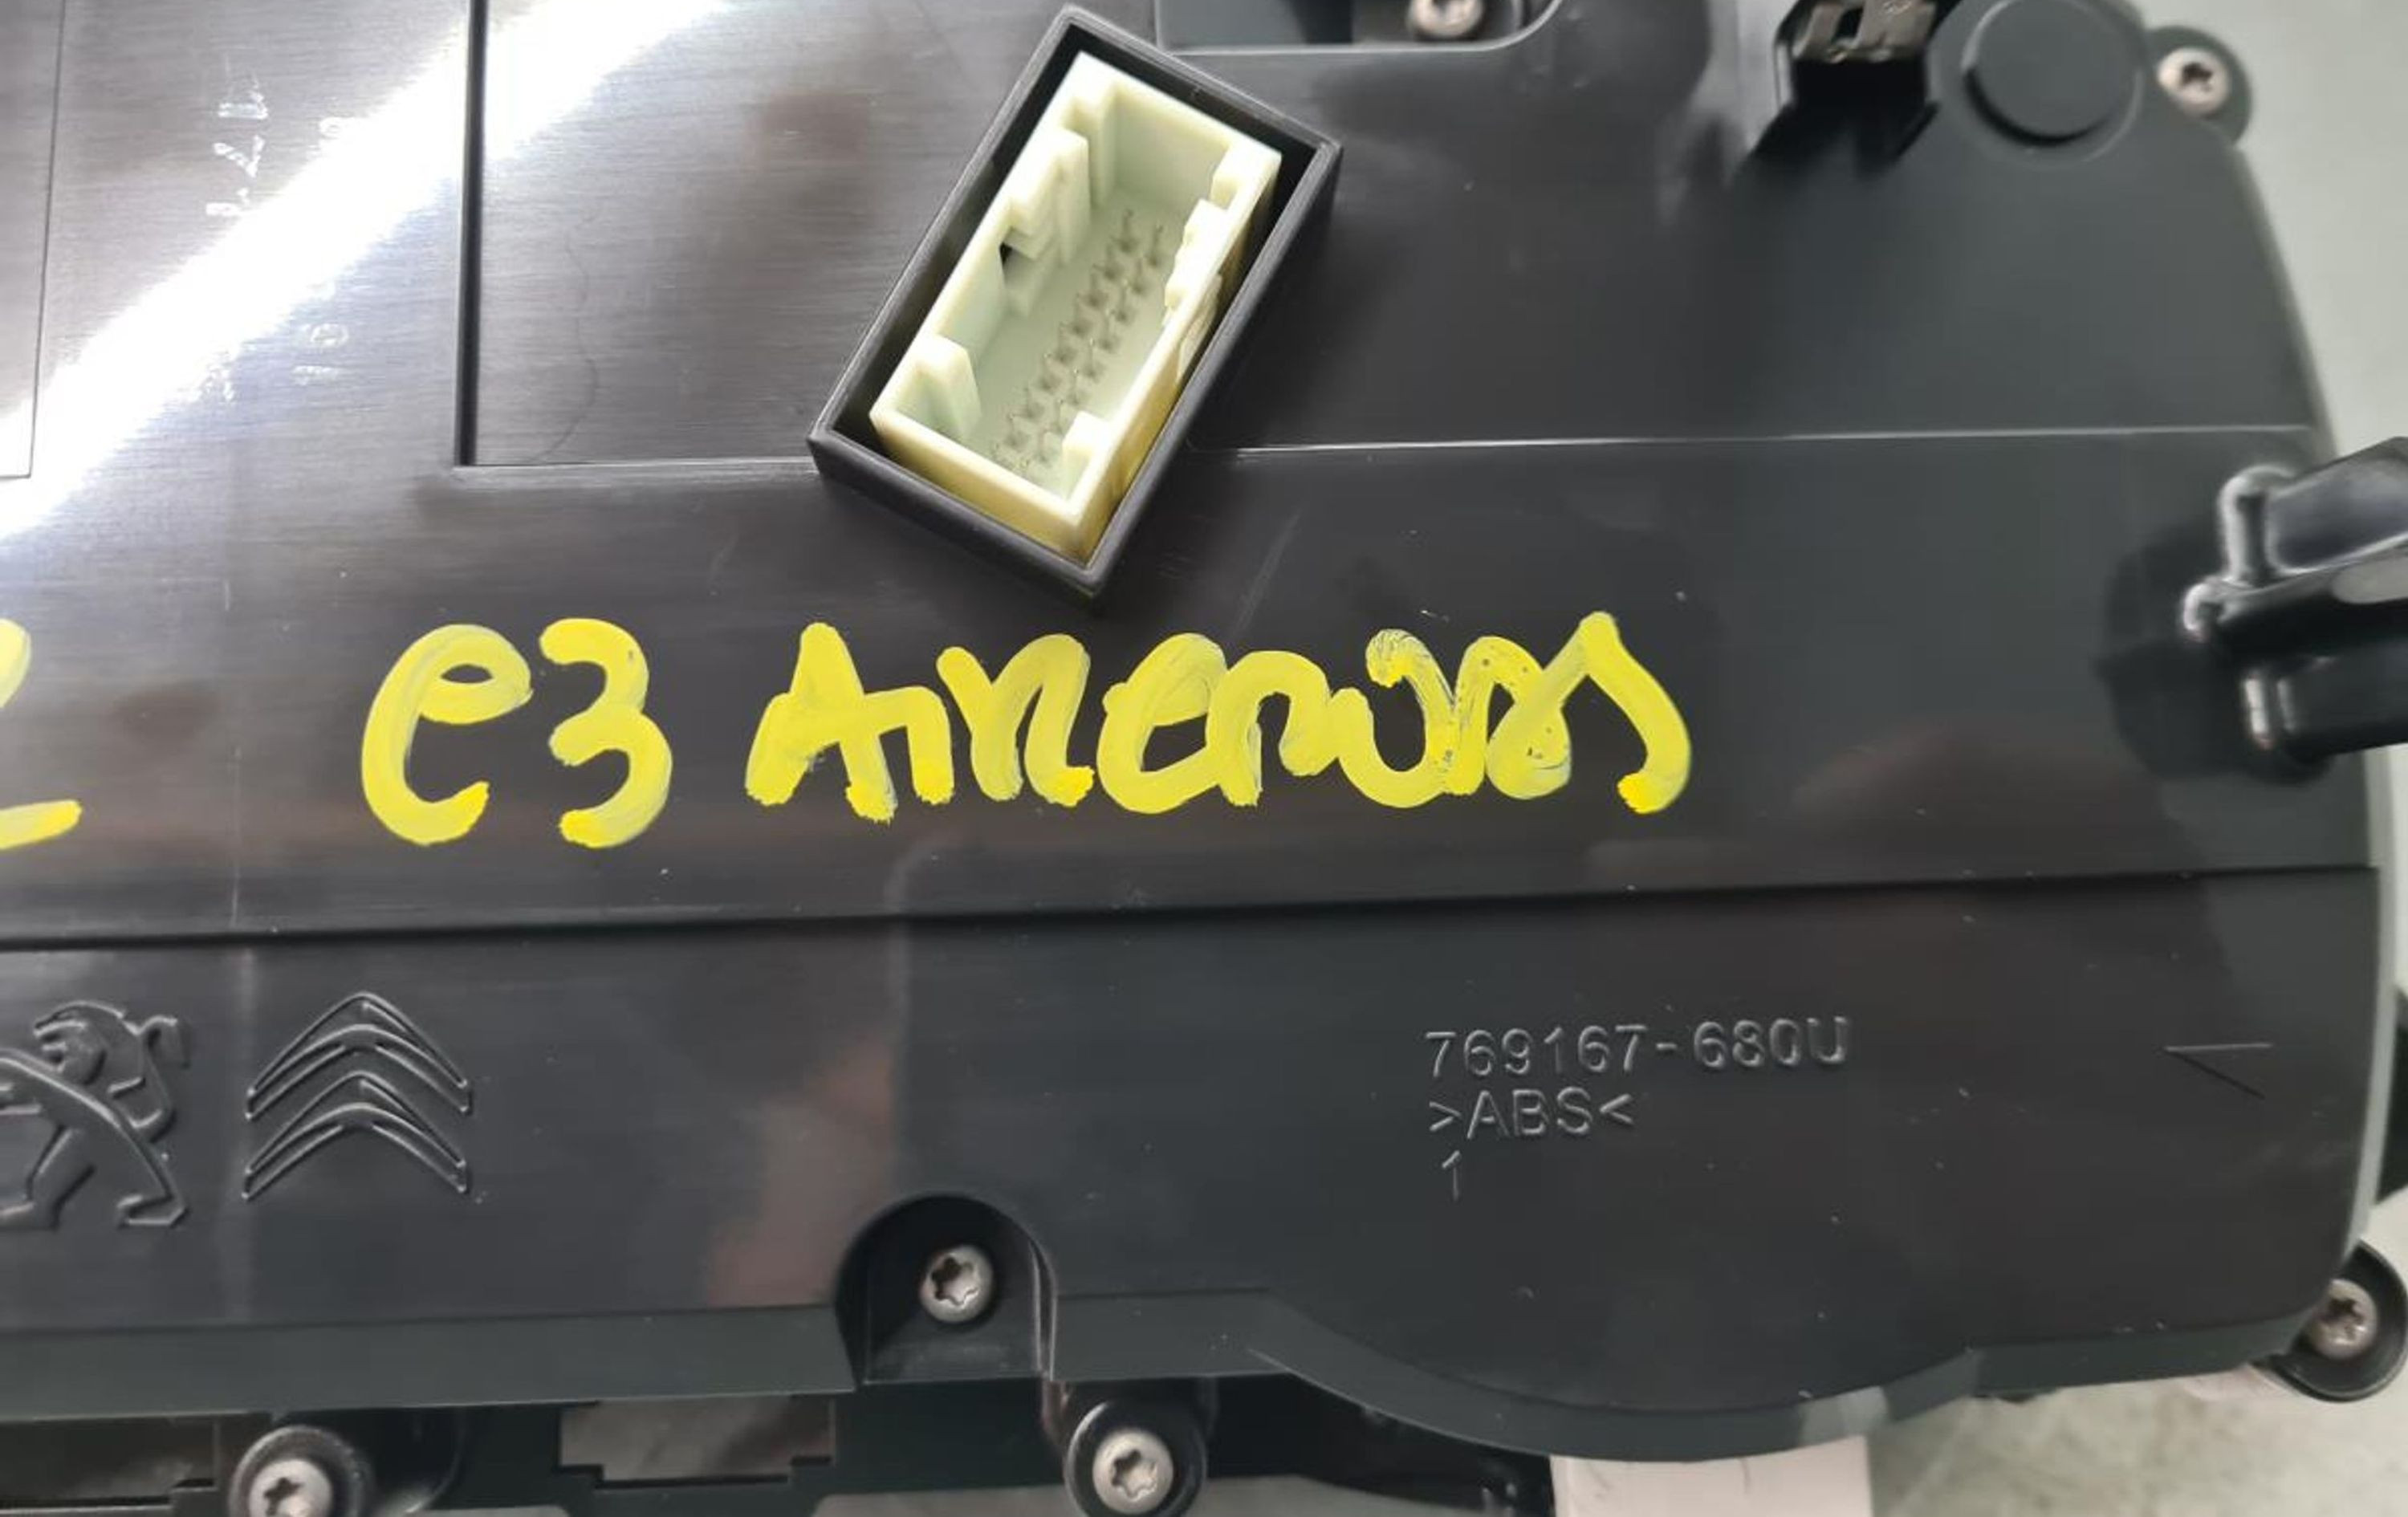 C3 AIRCROSS
769167-680U
>ABS<
1